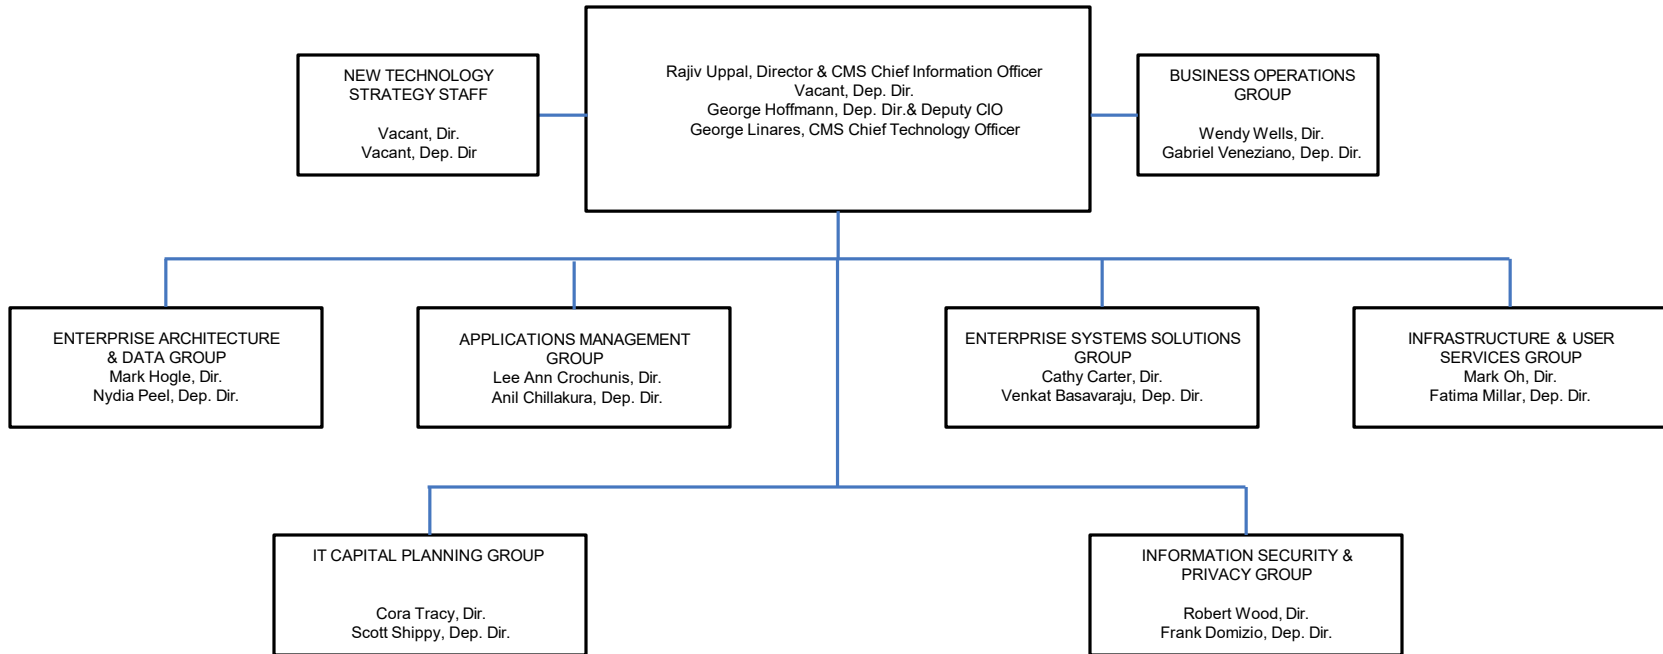 NEW TECHNOLOGY
STRATEGY STAFF
Vacant, Dir.
Vacant, Dep. Dir
Rajiv Uppal, Director & CMS Chief Information Officer
Vacant, Dep. Dir.
George Hoffmann, Dep. Dir.& Deputy CIO
George Linares, CMS Chief Technology Officer
BUSINESS OPERATIONS
GROUP
Wendy Wells, Dir.
Gabriel Veneziano, Dep. Dir.
ENTERPRISE ARCHITECTURE
& DATA GROUP
Mark Hogle, Dir.
Nydia Peel, Dep. Dir.
APPLICATIONS MANAGEMENT
GROUP
Lee Ann Crochunis, Dir.
Anil Chillakura, Dep. Dir.
ENTERPRISE SYSTEMS SOLUTIONS
GROUP
Cathy Carter, Dir.
Venkat Basavaraju, Dep. Dir.
INFRASTRUCTURE & USER
SERVICES GROUP
Mark Oh, Dir.
Fatima Millar, Dep. Dir.
IT CAPITAL PLANNING GROUP
Cora Tracy, Dir.
Scott Shippy, Dep. Dir.
INFORMATION SECURITY &
PRIVACY GROUP
Robert Wood, Dir.
Frank Domizio, Dep. Dir.